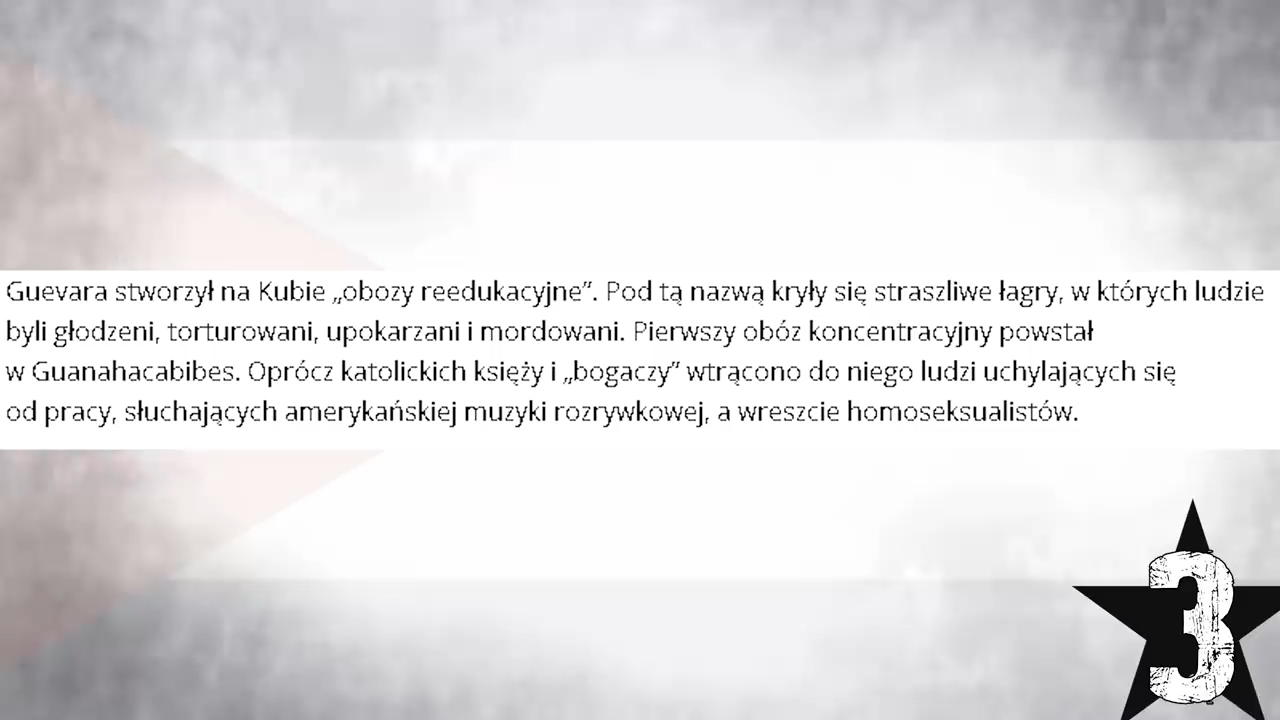 Guevara stworzył na Kubie „obozy reedukacyjne”. Pod tą nazwą kryły się straszliwe łagry, w których ludzie
byli głodzeni, torturowani, upokarzani i mordowani. Pierwszy obóz koncentracyjny powstał
w Guanahacabibes. Oprócz katolickich księży i „bogaczy” wtrącono do niego ludzi uchylających się
od pracy, słuchających amerykańskiej muzyki rozrywkowej, a wreszcie homoseksualistów.
3